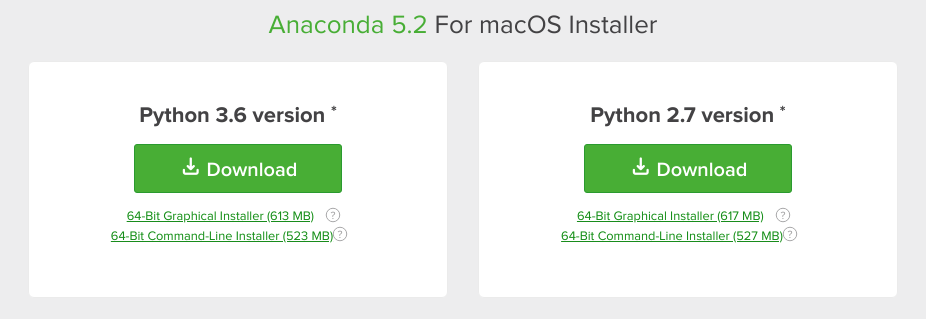 Anaconda 5.2 For macOS Installer
Python 3.6 version *
Download
64-Bit Graphical Installer (613 MB) ?
64-Bit Command-Line Installer (523 MB) ?
Python 2.7 version *
Download
64-Bit Graphical Installer (617 MB) ?
64-Bit Command-Line Installer (527 MB) ?